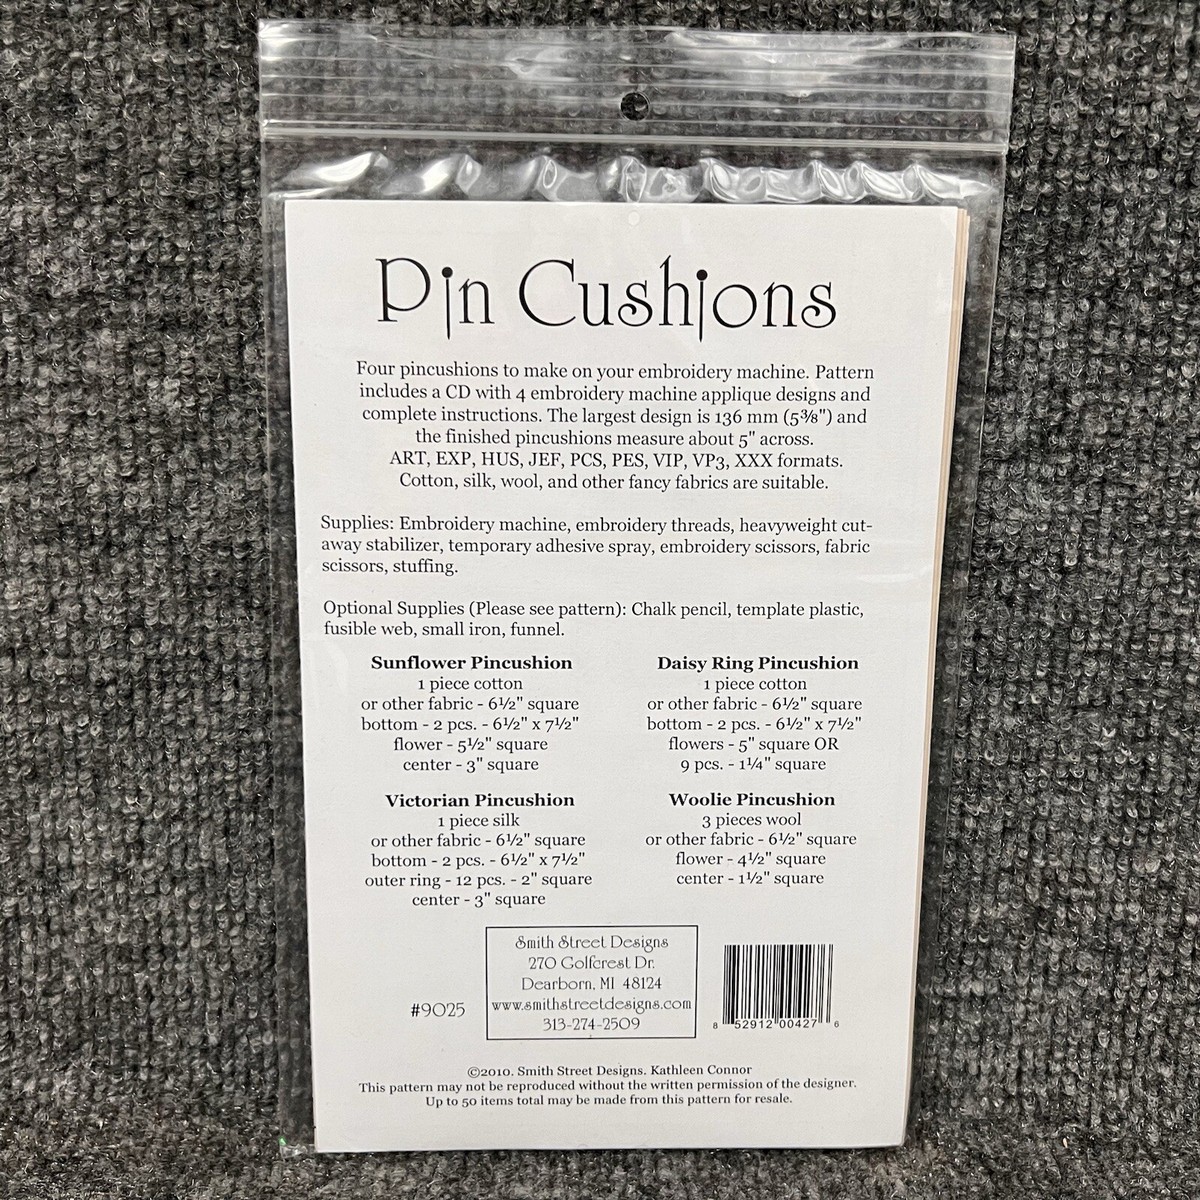 Pin Cushions
Four pincushions to make on your embroidery machine. Pattern
includes a CD with 4 embroidery machine applique designs and
complete instructions. The largest design is 136 mm (5⅜") and
the finished pincushions measure about 5" across.
ART, EXP, HUS, JEF, PCS, PES, VIP, VP3, XXX formats.
Cotton, silk, wool, and other fancy fabrics are suitable.
Supplies: Embroidery machine, embroidery threads, heavyweight cut-
away stabilizer, temporary adhesive spray, embroidery scissors, fabric
scissors, stuffing.
Optional Supplies (Please see pattern): Chalk pencil, template plastic,
fusible web, small iron, funnel.
Sunflower Pincushion
1 piece cotton
or other fabric - 6½" square
bottom - 2 pcs. - 6½" x 7½"
flower - 5½" square
center - 3" square
Daisy Ring Pincushion
1 piece cotton
or other fabric - 6½" square
bottom - 2 pcs. - 6½" x 7½"
flowers - 5" square OR
9 pcs. - 1¼" square
Victorian Pincushion
1 piece silk
or other fabric - 6½" square
bottom - 2 pcs. - 6½" x 7½"
outer ring - 12 pcs. - 2" square
center - 3" square
Woolie Pincushion
3 pieces wool
or other fabric - 6½" square
flower - 4½" square
center - 1½" square
#9025
Smith Street Designs
270 Golfcrest Dr.
Dearborn, MI 48124
www.smithstreetdesigns.com
313-274-2509
8 52912 00427 6
©2010. Smith Street Designs. Kathleen Connor
This pattern may not be reproduced without the written permission of the designer.
Up to 50 items total may be made from this pattern for resale.